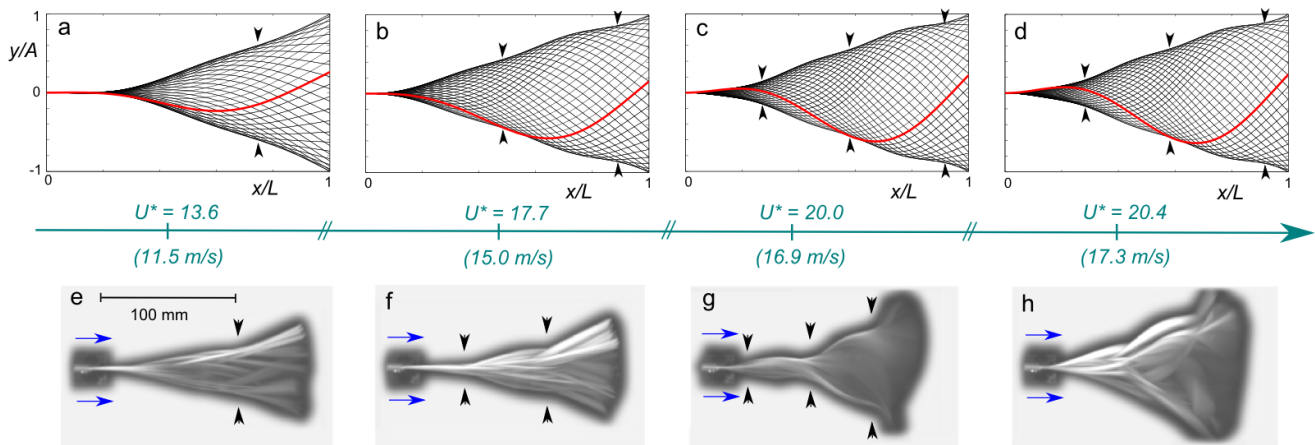 a b c d
1
y/A
0
-1
0 x/L 1
0 x/L 1
0 x/L 1
0 x/L 1
U* = 13.6 U* = 17.7 U* = 20.0 U* = 20.4
(11.5 m/s) (15.0 m/s) (16.9 m/s) (17.3 m/s)
e f g h
100 mm